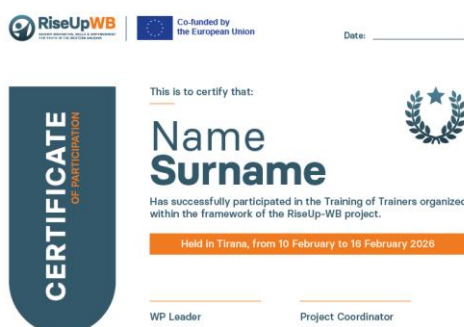 RiseUpWB
Co-funded by
the European Union
Date:
This is to certify that:
Name
Surname
Has successfully participated in the Training of Trainers organized
within the framework of the RiseUp-WB project.
Held in Tirana, from 10 February to 16 February 2026
CERTIFICATE
OF PARTICIPATION
WP Leader
Project Coordinator